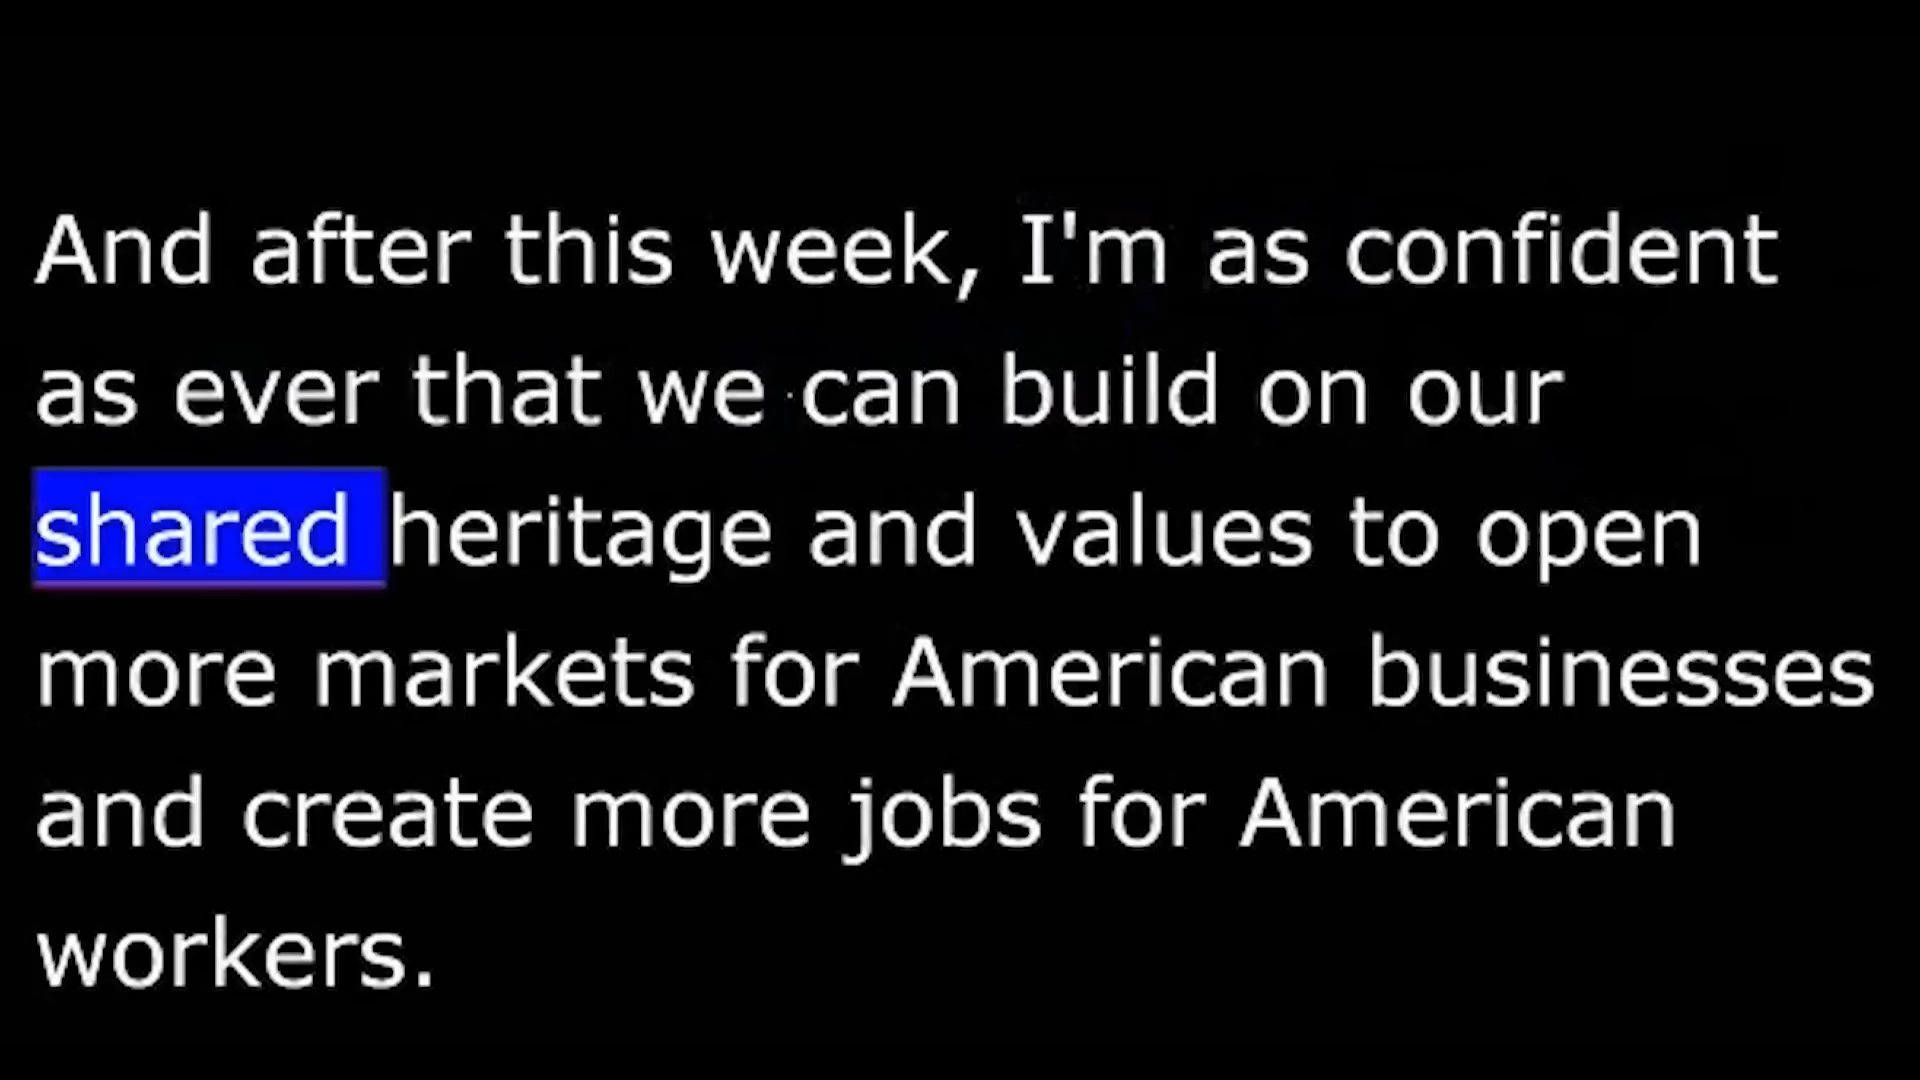 And after this week, I'm as confident
as ever that we can build on our
shared heritage and values to open
more markets for American businesses
and create more jobs for American
workers.